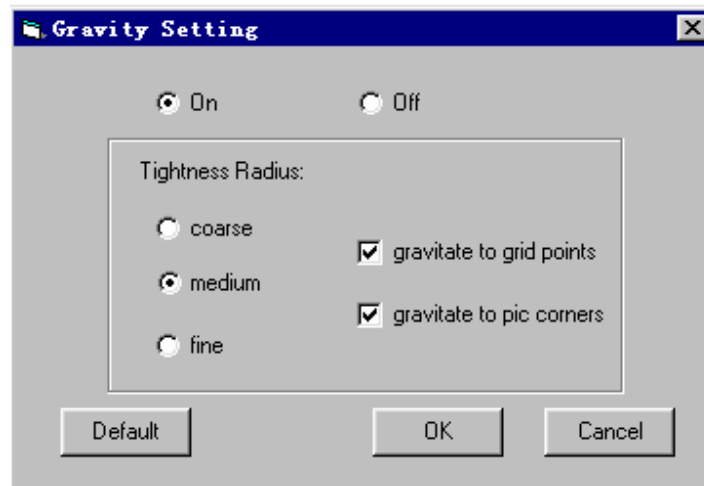 Gravity Setting
On Off
Tightness Radius:
coarse
gravitate to grid points
medium
gravitate to pic corners
fine
Default OK Cancel